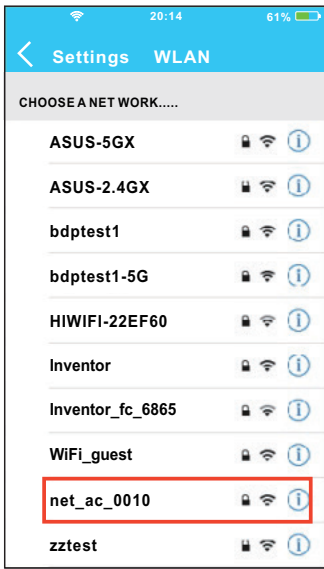 20:14 61%
Settings WLAN
CHOOSE A NET WORK.....
ASUS-5GX
ASUS-2.4GX
bdptest1
bdptest1-5G
HIWIFI-22EF60
Inventor
Inventor_fc_6865
WiFi_guest
net_ac_0010
zztest